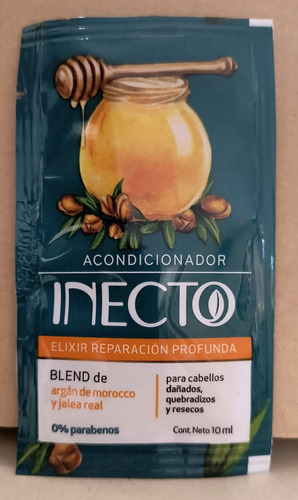 ACONDICIONADOR
INECTO
ELIXIR REPARACIÓN PROFUNDA
BLEND de
argán de morocco
y jalea real
0% parabenos
para cabellos
dañados,
quebradizos
y resecos
Cont. Neto 10 ml